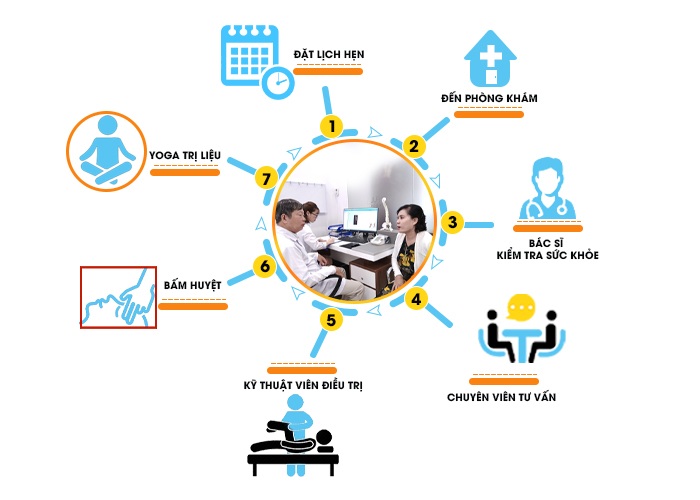 1
ĐẶT LỊCH HẸN
2
ĐẾN PHÒNG KHÁM
3
BÁC SĨ
KIỂM TRA SỨC KHỎE
4
CHUYÊN VIÊN TƯ VẤN
5
KỸ THUẬT VIÊN ĐIỀU TRỊ
6
BẤM HUYỆT
7
YOGA TRỊ LIỆU